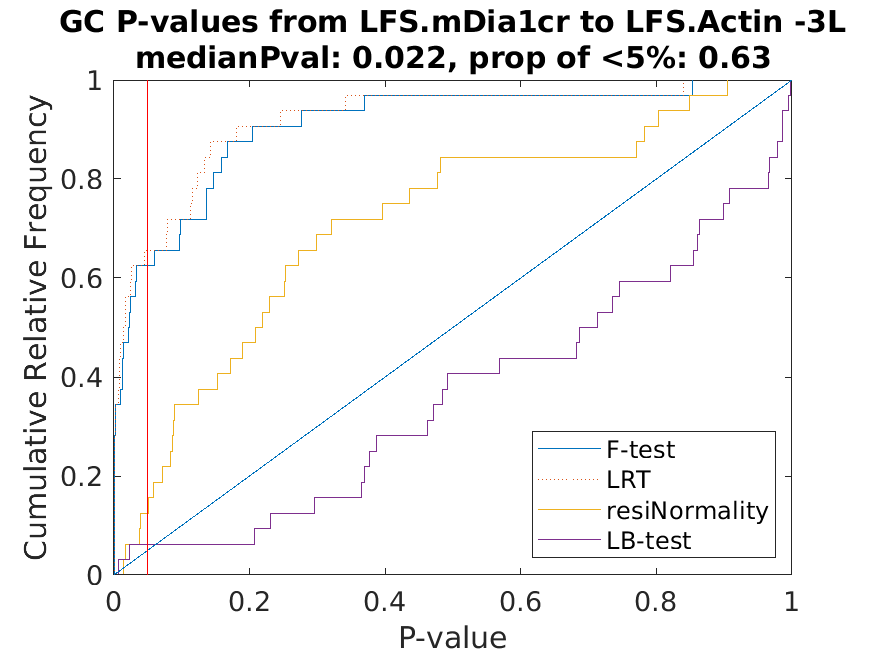 GC P-values from LFS.mDia1cr to LFS.Actin -3L
medianPval: 0.022, prop of <5%: 0.63
Cumulative Relative Frequency
1
0.8
0.6
0.4
0.2
0
F-test
LRT
resiNormality
LB-test
0 0.2 0.4 0.6 0.8 1
P-value